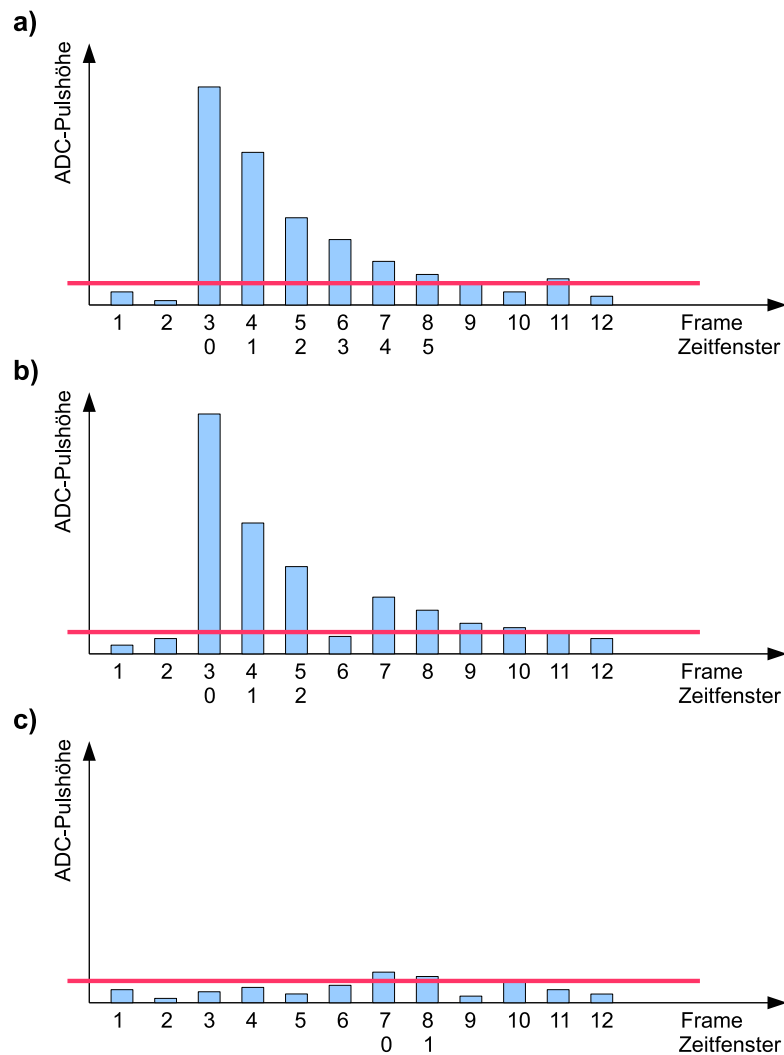 a)
ADC-Pulshöhe
1 2 3 4 5 6 7 8 9 10 11 12 Frame
0 1 2 3 4 5 Zeitfenster
b)
ADC-Pulshöhe
1 2 3 4 5 6 7 8 9 10 11 12 Frame
0 1 2 Zeitfenster
c)
ADC-Pulshöhe
1 2 3 4 5 6 7 8 9 10 11 12 Frame
0 1 Zeitfenster